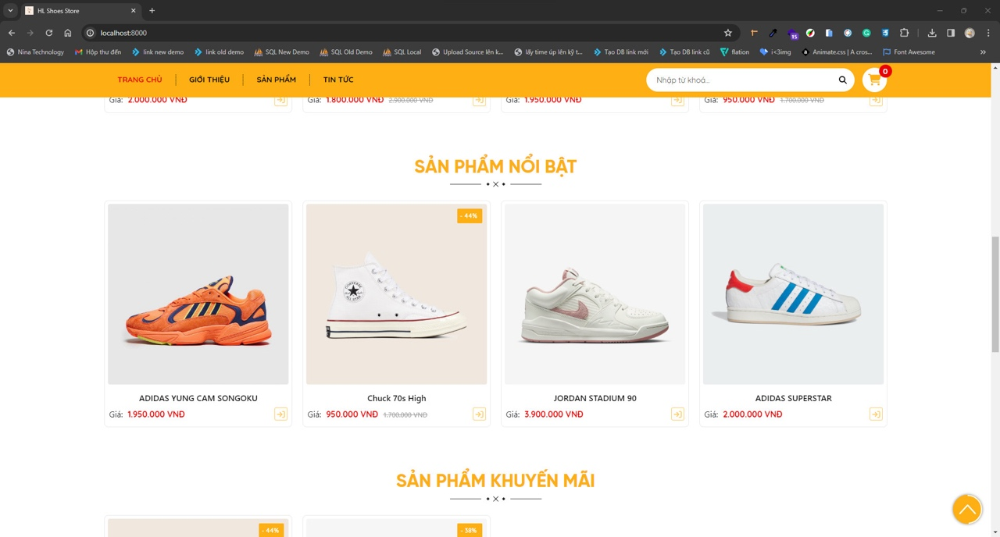 HL Shoes Store
localhost:8000
15
Nina Technology
Hộp thư đến
link new demo
link old demo
SQL New Demo
SQL Old Demo
SQL Local
Upload Source lên k...
lấy time úp lên kỹ t...
Tạo DB link mới
Tạo DB link cũ
flation
i<3img
Animate.css | A cros...
Font Awesome
TRANG CHỦ
GIỚI THIỆU
SẢN PHẨM
TIN TỨC
Nhập từ khoá...
0
Giá: 2.000.000 VNĐ
Giá: 1.800.000 VNĐ 2.900.000 VNĐ
Giá: 1.950.000 VNĐ
Giá: 950.000 VNĐ 1.700.000 VNĐ
SẢN PHẨM NỔI BẬT
- 44%
CONVERSE
ALL STAR
ADIDAS YUNG CAM SONGOKU
Chuck 70s High
JORDAN STADIUM 90
ADIDAS SUPERSTAR
Giá: 1.950.000 VNĐ
Giá: 950.000 VNĐ 1.700.000 VNĐ
Giá: 3.900.000 VNĐ
Giá: 2.000.000 VNĐ
SẢN PHẨM KHUYẾN MÃI
- 44%
- 38%